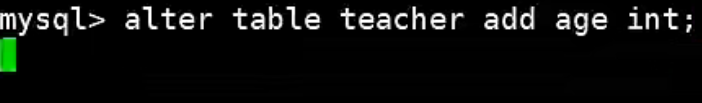 mysql> alter table teacher add age int;